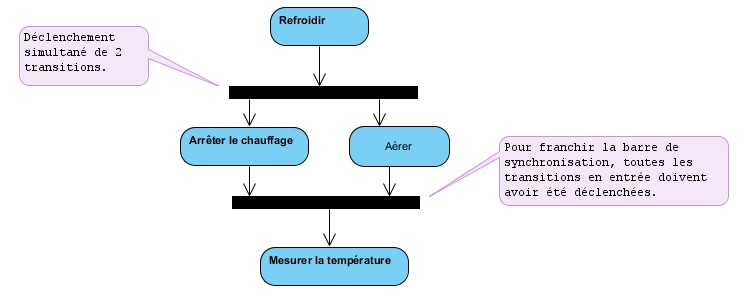 Refroidir
Déclenchement
simultané de 2
transitions.
Arrêter le chauffage
Aérer
Pour franchir la barre de
synchronisation, toutes les
transitions en entrée doivent
avoir été déclenchées.
Mesurer la température